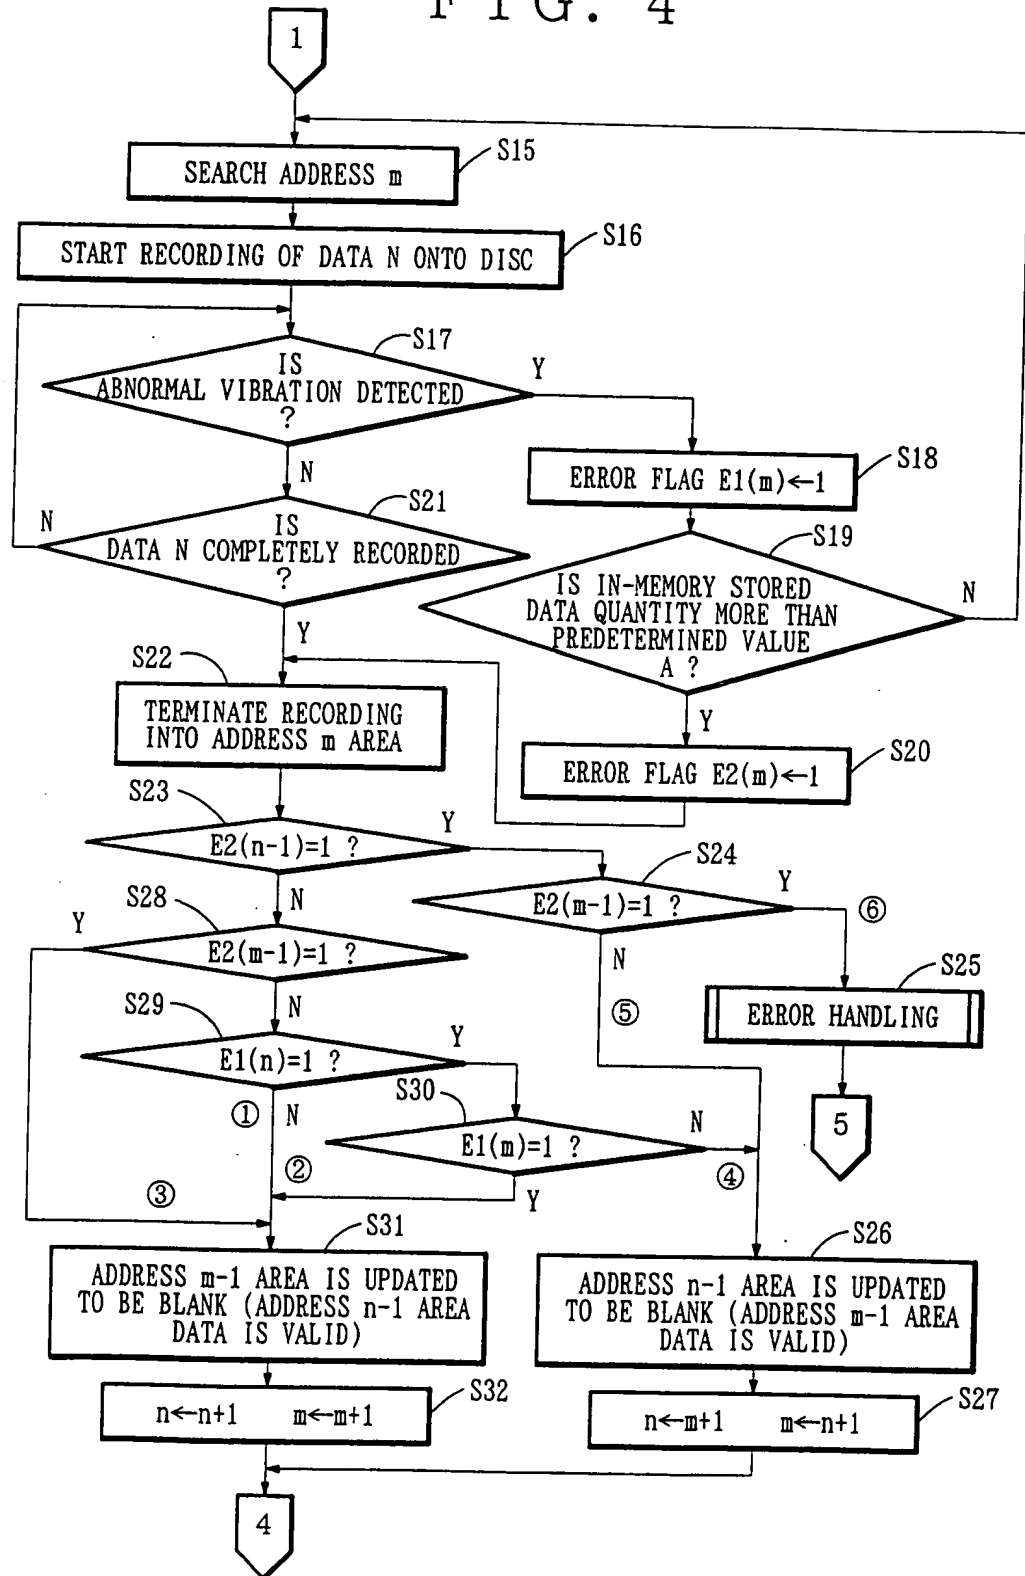 FIG. 4
1
S15
SEARCH ADDRESS m
S16
START RECORDING OF DATA N ONTO DISC
S17
IS
ABNORMAL VIBRATION DETECTED
?
Y
N
S18
ERROR FLAG E1(m)←1
S21
N
IS
DATA N COMPLETELY RECORDED
?
Y
S19
IS IN-MEMORY STORED
DATA QUANTITY MORE THAN
PREDETERMINED VALUE
A ?
N
Y
S22
TERMINATE RECORDING
INTO ADDRESS m AREA
S20
ERROR FLAG E2(m)←1
S23
E2(n-1)=1 ?
Y
N
S24
E2(m-1)=1 ?
Y
⑥
N
⑤
S28
Y
E2(m-1)=1 ?
N
S25
ERROR HANDLING
5
S29
E1(n)=1 ?
Y
①
N
S30
E1(m)=1 ?
N
④
②
Y
③
S31
ADDRESS m-1 AREA IS UPDATED
TO BE BLANK (ADDRESS n-1 AREA
DATA IS VALID)
S26
ADDRESS n-1 AREA IS UPDATED
TO BE BLANK (ADDRESS m-1 AREA
DATA IS VALID)
S32
n←n+1 m←m+1
S27
n←m+1 m←n+1
4